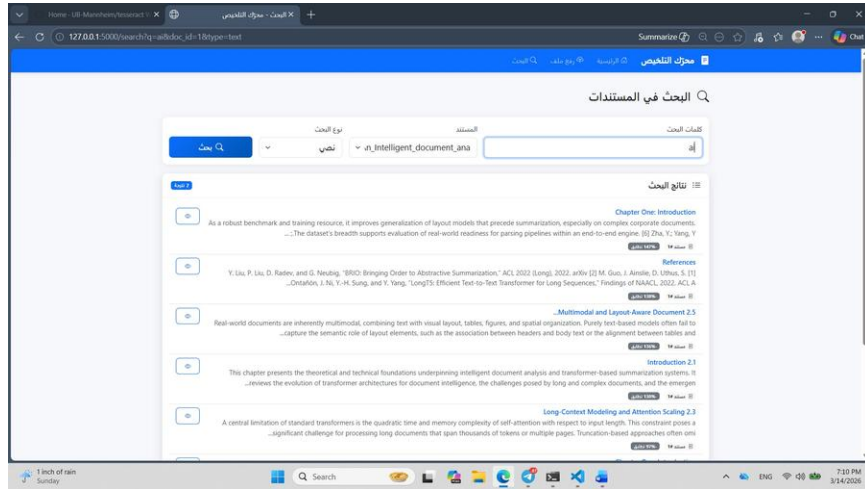 Home - UB-Mannheim/tesseract
البحث - محرّك التلخيص
127.0.0.1:5000/search?q=ai&doc_id=1&type=text
Summarize
Chat
محرّك التلخيص
الرئيسية
رفع ملف
البحث
البحث في المستندات
كلمات البحث
المستند
نوع البحث
ai
n_Intelligent_document_ana
نصي
بحث
نتائج البحث
Chapter One: Introduction
As a robust benchmark and training resource, it improves generalization of layout models that precede summarization, especially on complex corporate documents.
The dataset's breadth supports evaluation of real-world readiness for parsing pipelines within an end-to-end engine. [6] Zha, Y.; Yang, Y
References
Y. Liu, P. Liu, D. Radev, and G. Neubig, "BRIO: Bringing Order to Abstractive Summarization," ACL 2022 (Long), 2022. arXiv [2] M. Guo, J. Ainslie, D. Uthus, S. [1]
...Ontañón, J. Ni, Y.-H. Sung, and Y. Yang, "LongT5: Efficient Text-to-Text Transformer for Long Sequences," Findings of NAACL, 2022. ACL A
...Multimodal and Layout-Aware Document 2.5
Real-world documents are inherently multimodal, combining text with visual layout, tables, figures, and spatial organization. Purely text-based models often fail to
...capture the semantic role of layout elements, such as the association between headers and body text or the alignment between tables and
Introduction 2.1
This chapter presents the theoretical and technical foundations underpinning intelligent document analysis and transformer-based summarization systems. It
...reviews the evolution of transformer architectures for document intelligence, the challenges posed by long and complex documents, and the emergen
Long-Context Modeling and Attention Scaling 2.3
A central limitation of standard transformers is the quadratic time and memory complexity of self-attention with respect to input length. This constraint poses a
...significant challenge for processing long documents that span thousands of tokens or multiple pages. Truncation-based approaches often omi
1 inch of rain
Sunday
Search
ENG
7:10 PM
3/14/2026